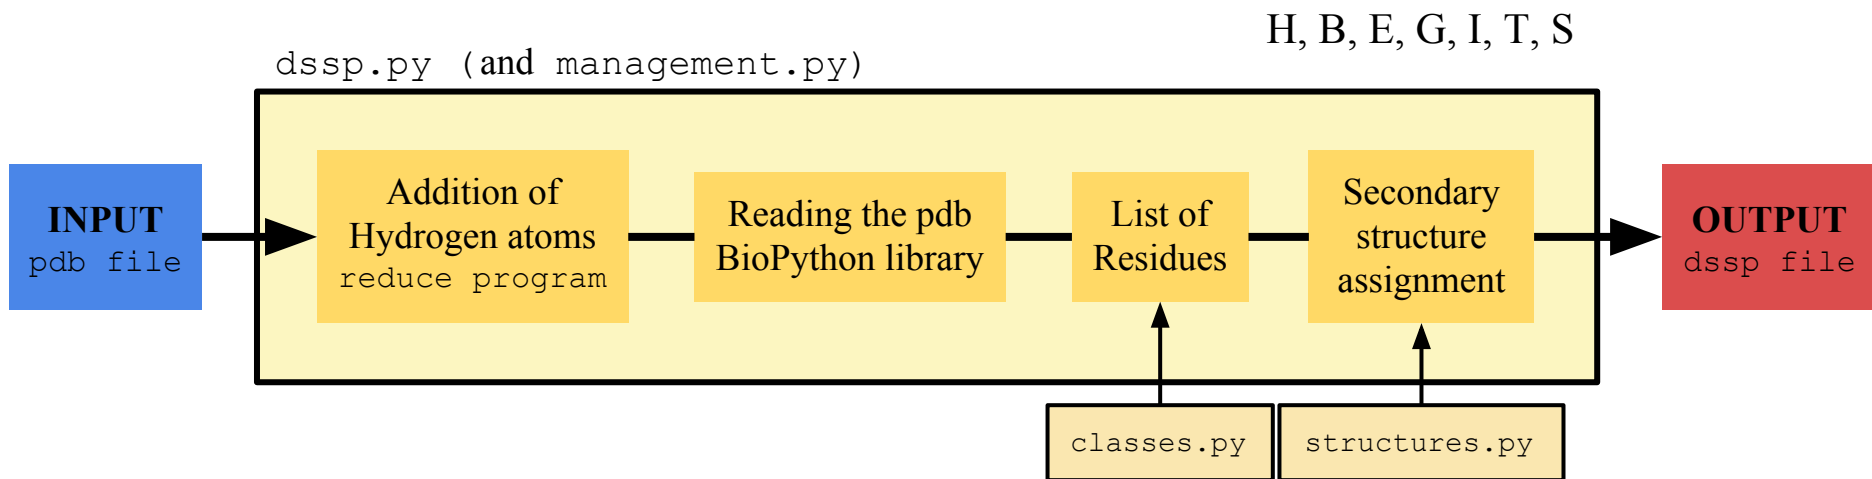 H, B, E, G, I, T, S
dssp.py (and management.py)
INPUT
pdb file
Addition of
Hydrogen atoms
reduce program
Reading the pdb
BioPython library
List of
Residues
Secondary
structure
assignment
OUTPUT
dssp file
classes.py
structures.py